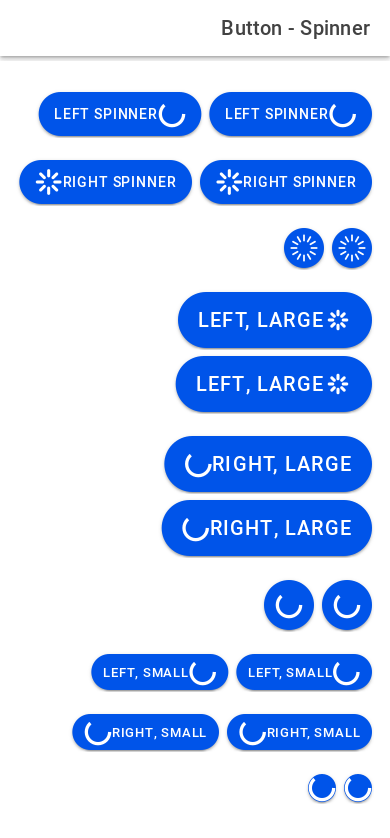 Button - Spinner
LEFT SPINNER LEFT SPINNER
RIGHT SPINNER RIGHT SPINNER
LEFT, LARGE
LEFT, LARGE
RIGHT, LARGE
RIGHT, LARGE
LEFT, SMALL LEFT, SMALL
RIGHT, SMALL RIGHT, SMALL